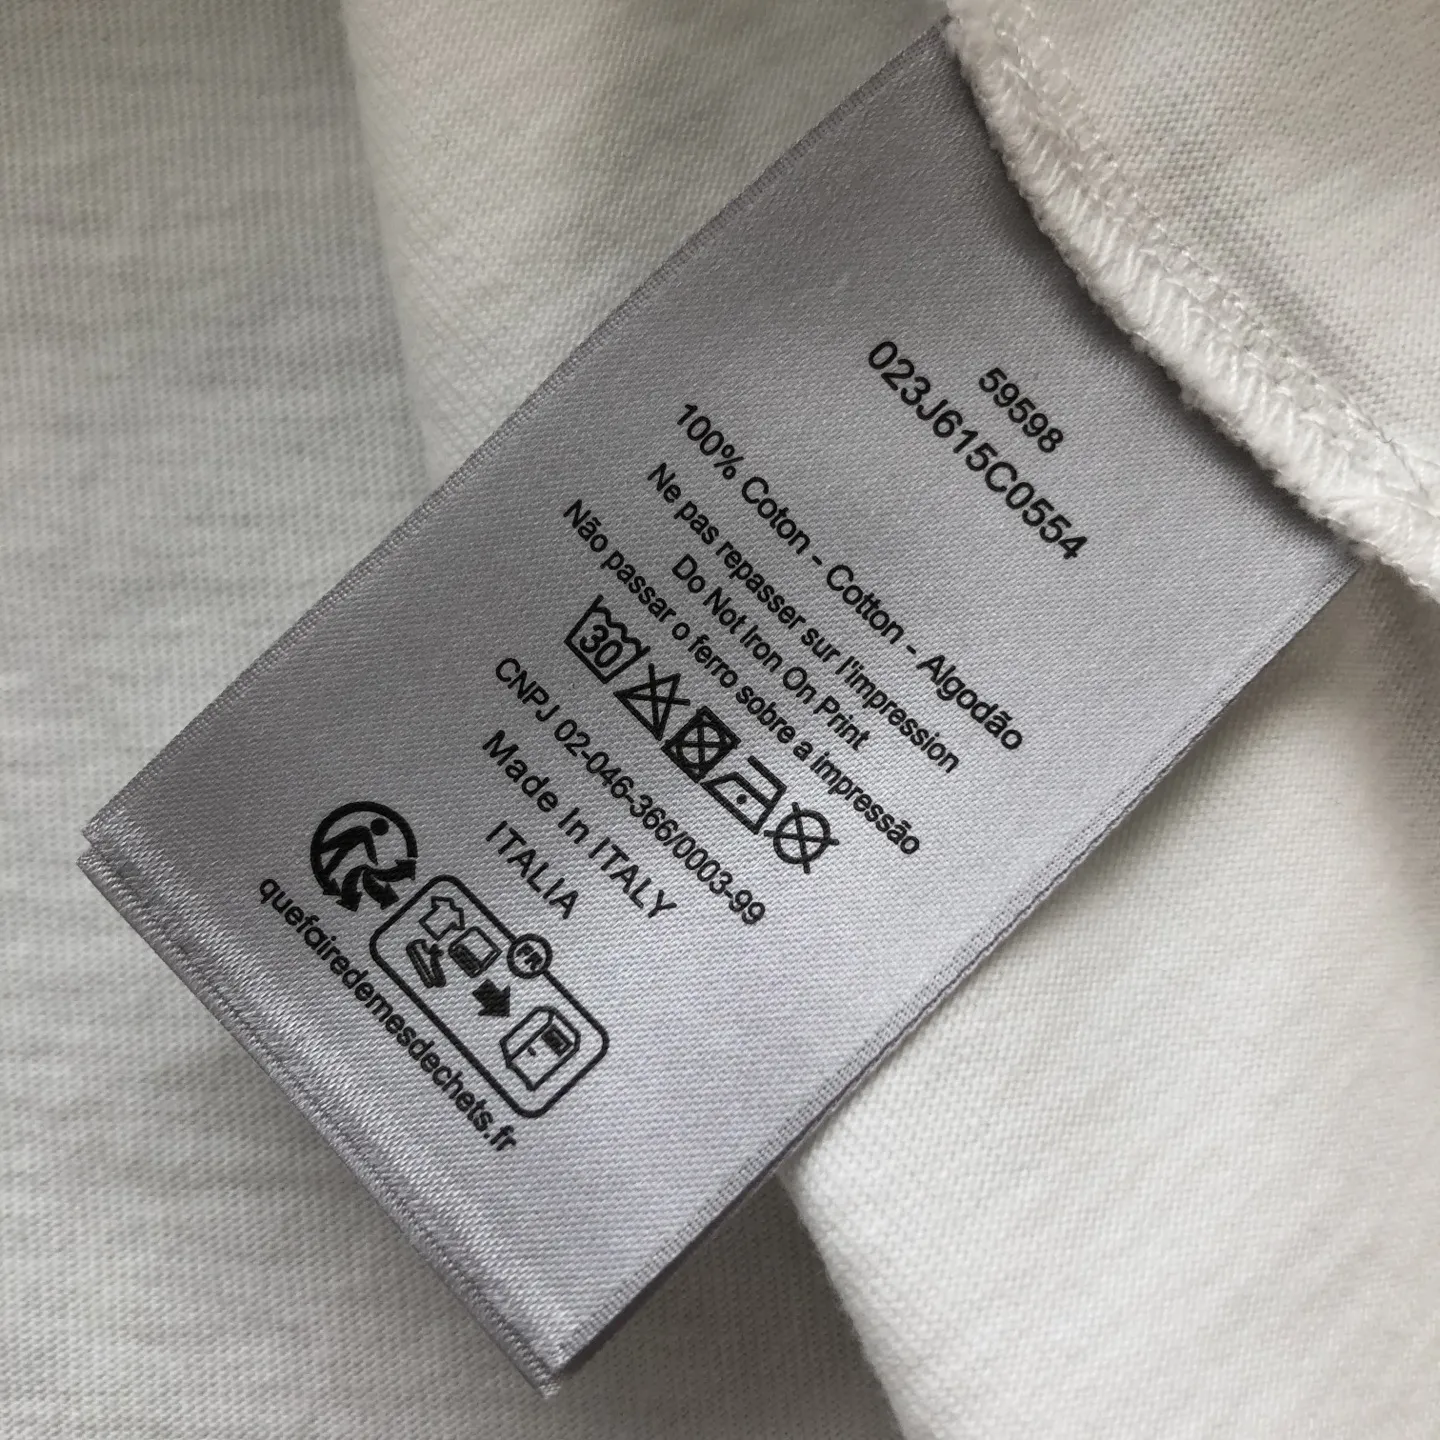 59598
023J615C0554
100% Coton - Cotton - Algodão
Ne pas repasser sur l'impression
Do Not Iron On Print
Não passar o ferro sobre a impressão
30
CNPJ 02-046-366/0003-99
Made In ITALY
ITALIA
FR
quefairedemesdechets.fr